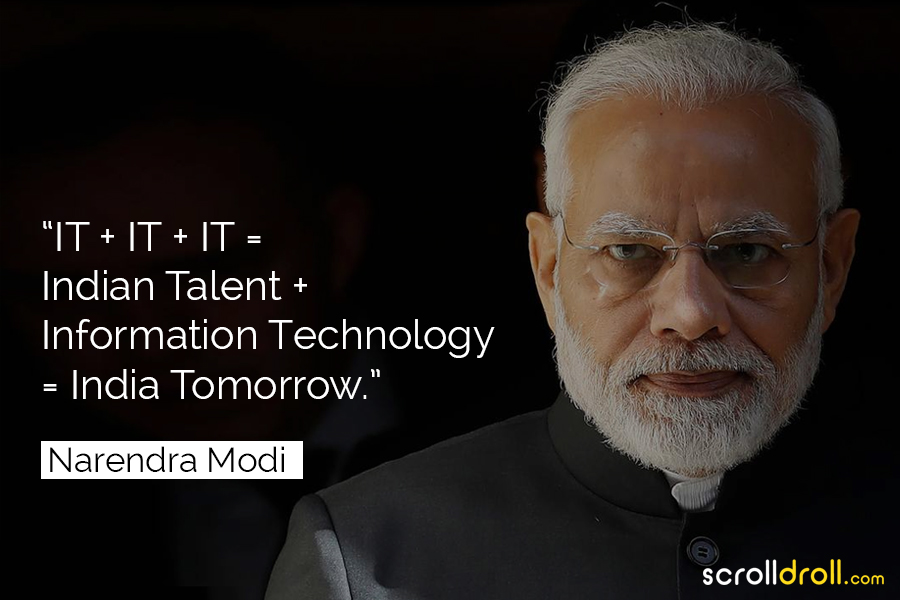 “IT + IT + IT =
Indian Talent +
Information Technology
= India Tomorrow.”
Narendra Modi
scrolldroll.com